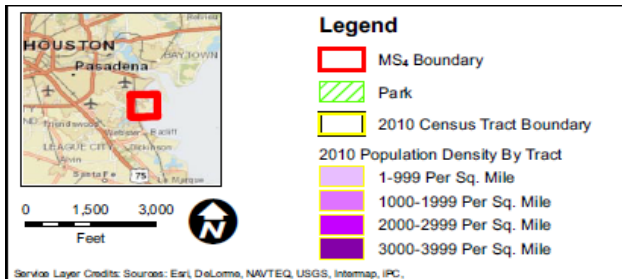 HOUSTON
BAYTOWN
Pasadena
Friendswood
Webster
Bacliff
LEAGUE CITY
Dickinson
Alvin
Santa Fe
75
La Marque
0 1,500 3,000
Feet
N
Legend
MS4 Boundary
Park
2010 Census Tract Boundary
2010 Population Density By Tract
1-999 Per Sq. Mile
1000-1999 Per Sq. Mile
2000-2999 Per Sq. Mile
3000-3999 Per Sq. Mile
Service Layer Credits: Sources: Esri, DeLorme, NAVTEQ, USGS, Intermap, iPC,